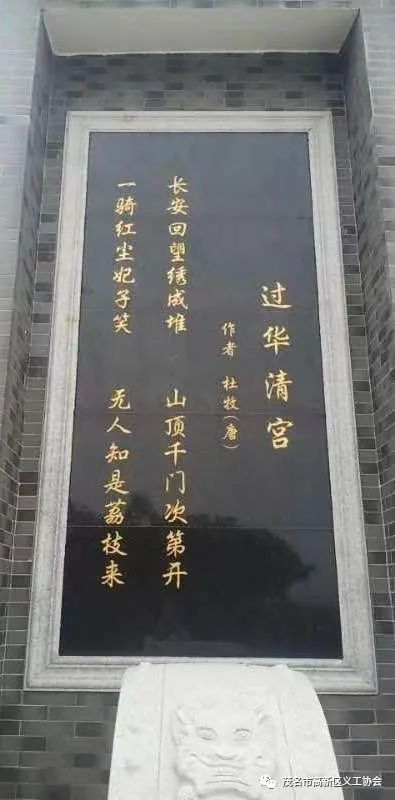 过华清宫
作者 杜牧(唐)
长安回望绣成堆 山顶千门次第开
一骑红尘妃子笑 无人知是荔枝来
茂名市高新区义工协会